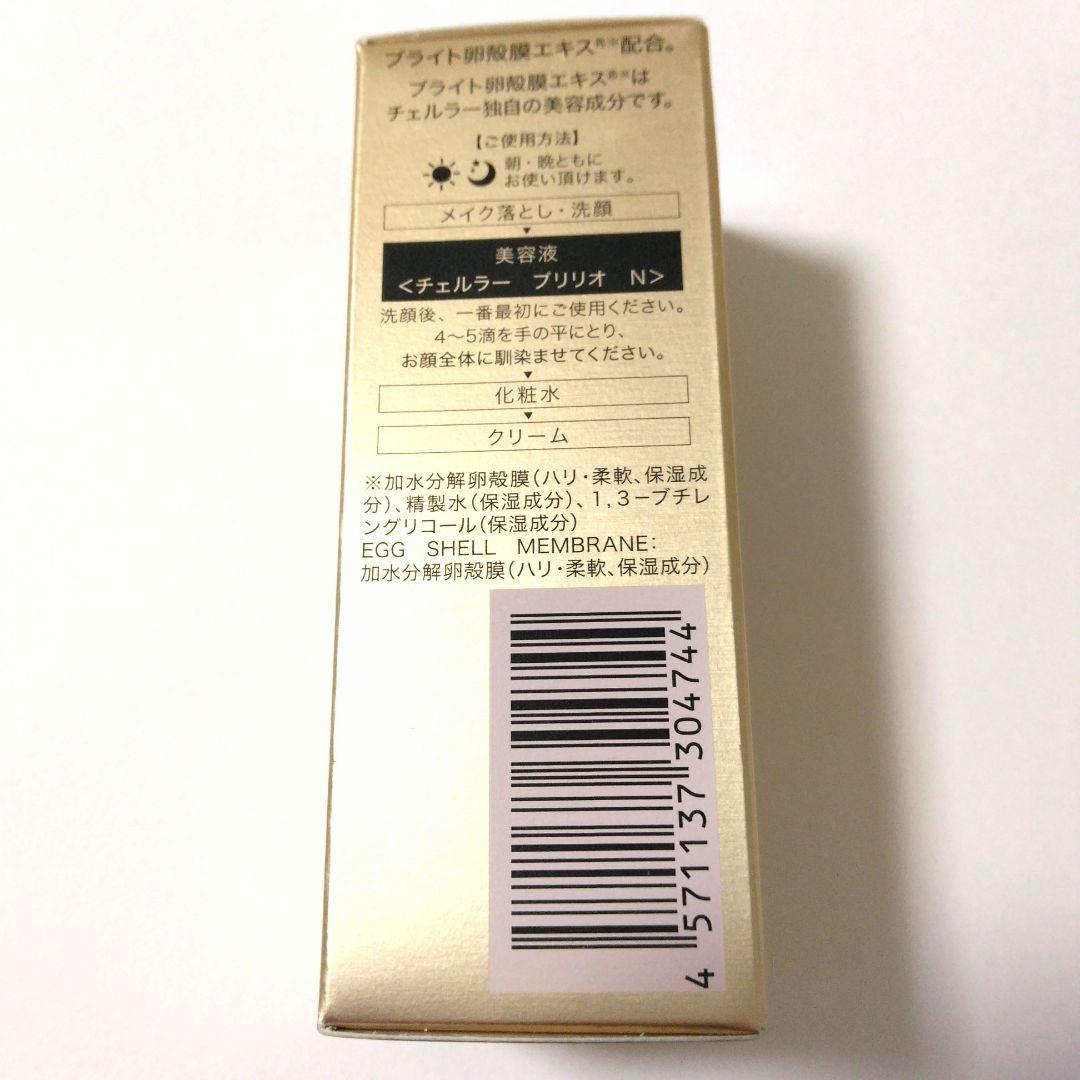 ブライト卵殻膜エキス®※配合。
ブライト卵殻膜エキス®※は
チェルラー独自の美容成分です。
【ご使用方法】
朝・晩ともに
お使い頂けます。
メイク落とし・洗顔
美容液
<チェルラー ブリリオ N>
洗顔後、一番最初にご使用ください。
4〜5滴を手の平にとり、
お顔全体に馴染ませてください。
化粧水
クリーム
※加水分解卵殻膜(ハリ・柔軟、保湿成
分)、精製水(保湿成分)、1,3ーブチレ
ングリコール(保湿成分)
EGG SHELL MEMBRANE:
加水分解卵殻膜(ハリ・柔軟、保湿成分)
4 571137 304744